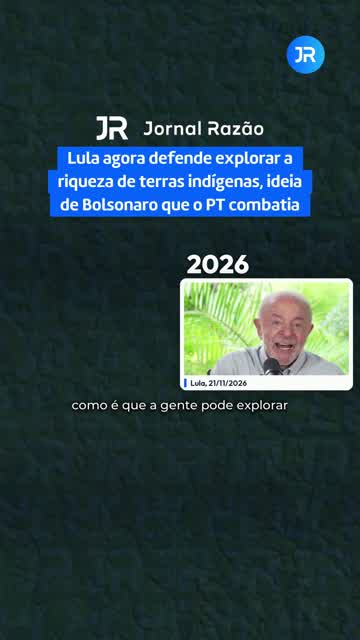 JR
JR Jornal Razão
Lula agora defende explorar a
riqueza de terras indígenas, ideia
de Bolsonaro que o PT combatia
2026
Lula, 21/11/2026
como é que a gente pode explorar